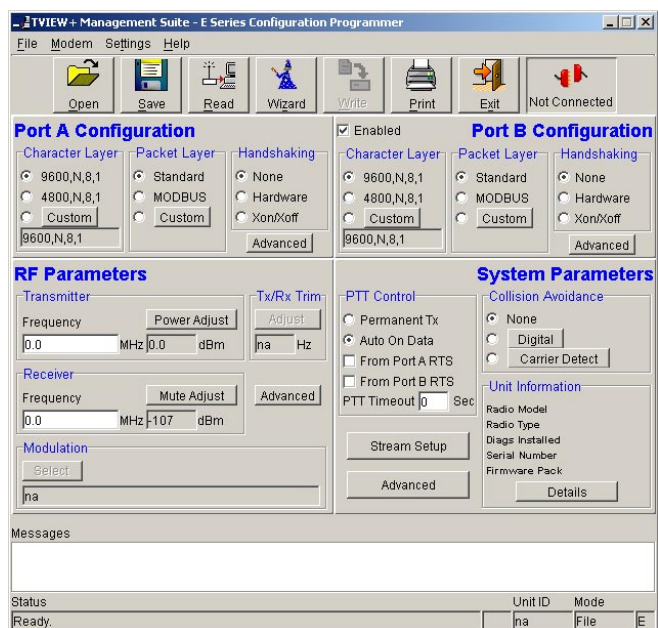 TVIEW+ Management Suite - E Series Configuration Programmer
File Modem Settings Help
Open Save Read Wizard Write Print Exit Not Connected
Port A Configuration
Character Layer
9600,N,8,1
4800,N,8,1
Custom
9600,N,8,1
Packet Layer
Standard
MODBUS
Custom
Handshaking
None
Hardware
Xon/Xoff
Advanced
Enabled Port B Configuration
Character Layer
9600,N,8,1
4800,N,8,1
Custom
9600,N,8,1
Packet Layer
Standard
MODBUS
Custom
Handshaking
None
Hardware
Xon/Xoff
Advanced
RF Parameters
Transmitter
Frequency Power Adjust
0.0 MHz 0.0 dBm
Tx/Rx Trim
Adjust
na Hz
Receiver
Frequency Mute Adjust
0.0 MHz -107 dBm
Advanced
Modulation
Select
na
System Parameters
PTT Control
Permanent Tx
Auto On Data
From Port A RTS
From Port B RTS
PTT Timeout 0 Sec
Stream Setup
Advanced
Collision Avoidance
None
Digital
Carrier Detect
Unit Information
Radio Model
Radio Type
Diags Installed
Serial Number
Firmware Pack
Details
Messages
Status Unit ID Mode
Ready. na File E